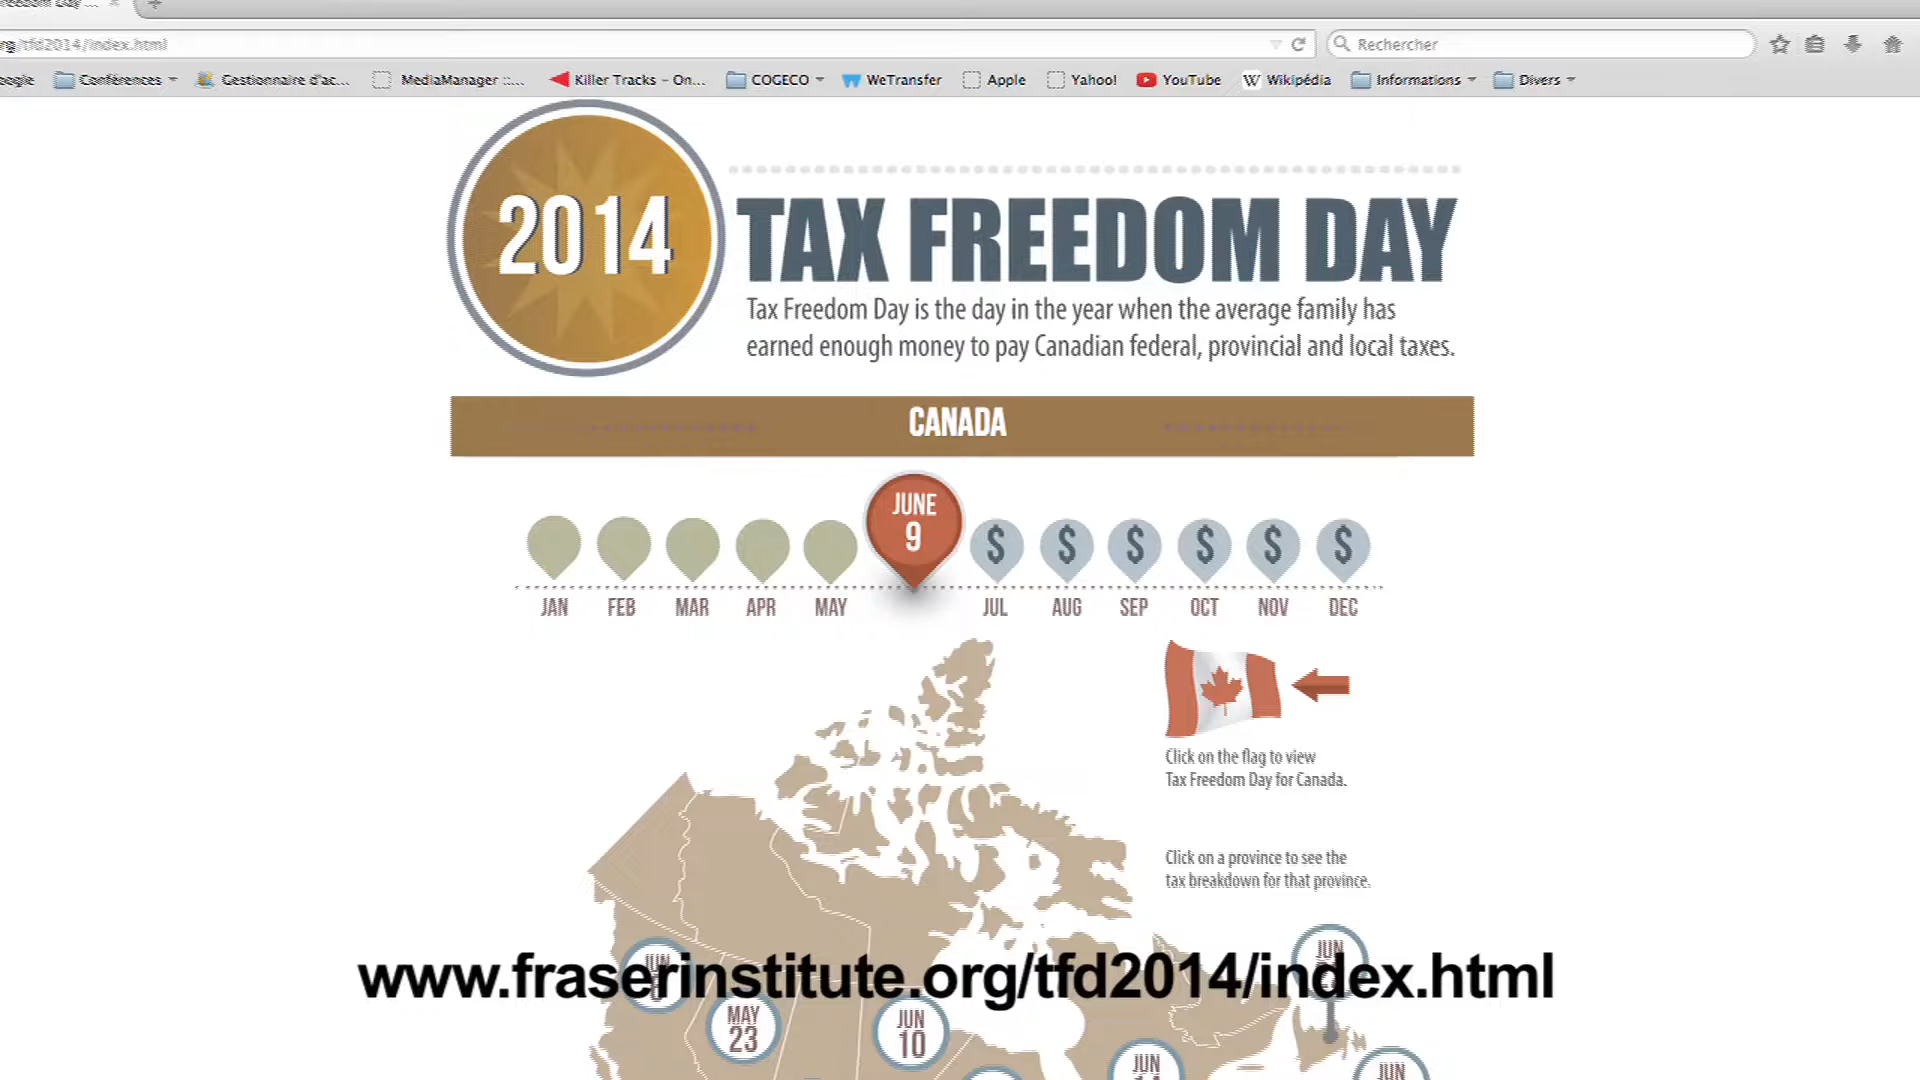 /tfd2014/index.html
Rechercher
Conférences
Gestionnaire d'ac...
MediaManager ::...
Killer Tracks – On...
COGECO
WeTransfer
Apple
Yahoo!
YouTube
Wikipédia
Informations
Divers
2014
TAX FREEDOM DAY
Tax Freedom Day is the day in the year when the average family has
earned enough money to pay Canadian federal, provincial and local taxes.
CANADA
JUNE
9
$ $ $ $ $ $
JAN FEB MAR APR MAY JUL AUG SEP OCT NOV DEC
Click on the flag to view
Tax Freedom Day for Canada.
Click on a province to see the
tax breakdown for that province.
JUN
www.fraserinstitute.org/tfd2014/index.html
MAY
23
JUN
10
JUN
JUN